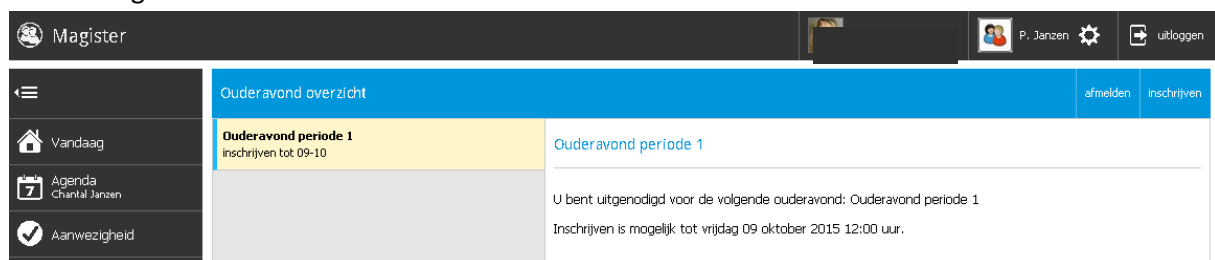 Magister
P. Janzen
uitloggen
Ouderavond overzicht
afmelden
inschrijven
Vandaag
Agenda
7
Chantal Janzen
Aanwezigheid
Ouderavond periode 1
inschrijven tot 09-10
Ouderavond periode 1
U bent uitgenodigd voor de volgende ouderavond: Ouderavond periode 1
Inschrijven is mogelijk tot vrijdag 09 oktober 2015 12:00 uur.